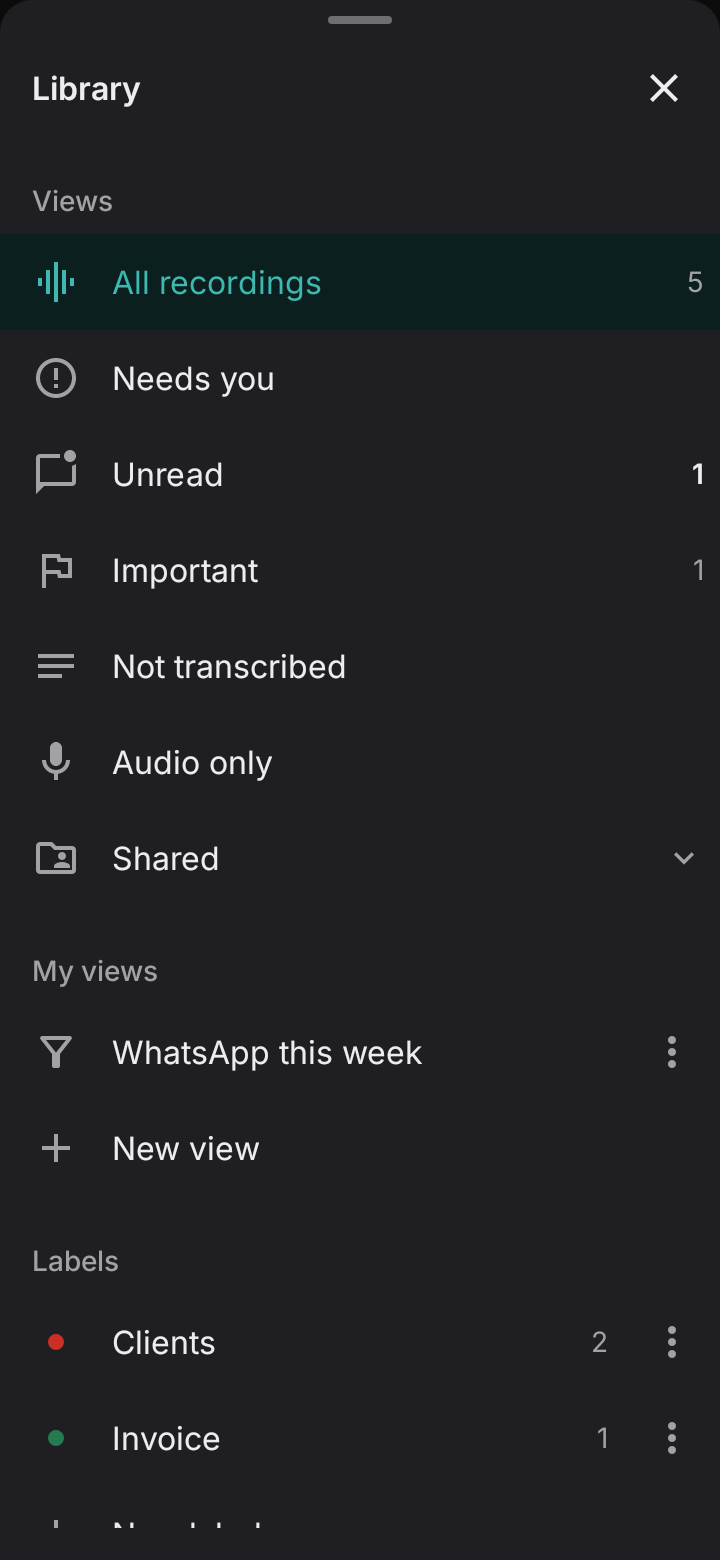 Library
Views
All recordings 5
Needs you
Unread 1
Important 1
Not transcribed
Audio only
Shared
My views
WhatsApp this week
New view
Labels
Clients 2
Invoice 1